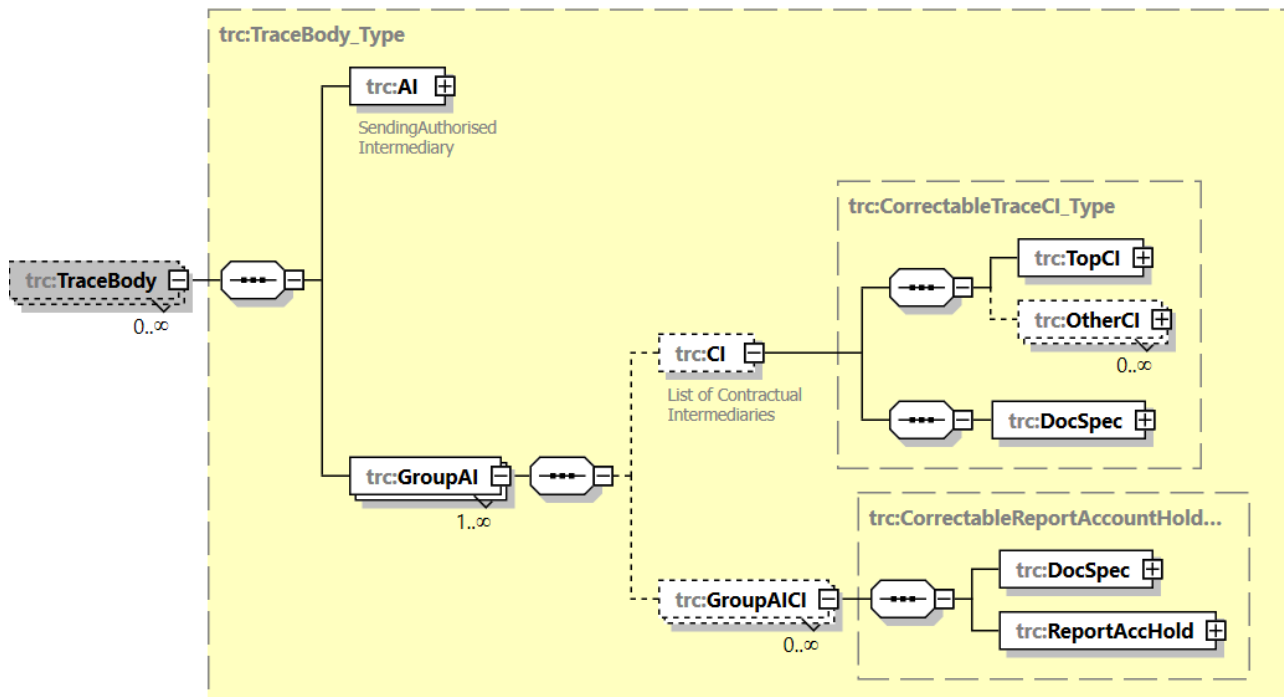 trc:TraceBody_Type
trc:AI
SendingAuthorised
Intermediary
trc:CorrectableTraceCI_Type
trc:TopCI
trc:TraceBody
0..∞
trc:OtherCI
0..∞
trc:CI
List of Contractual
Intermediaries
trc:DocSpec
trc:GroupAI
1..∞
trc:CorrectableReportAccountHold...
trc:DocSpec
trc:GroupAICI
0..∞
trc:ReportAccHold